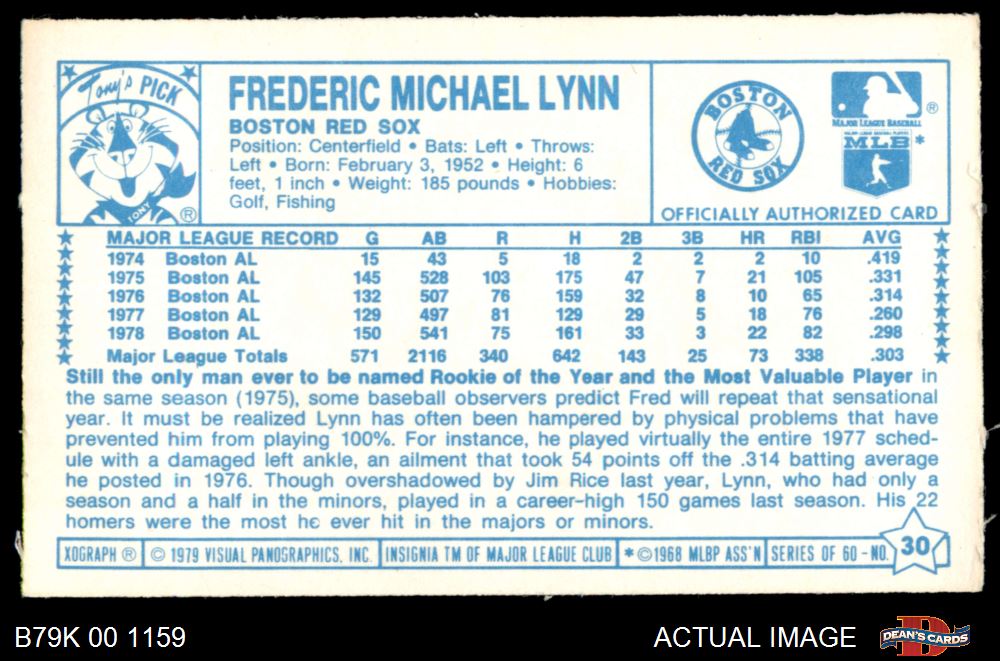 Tony's PICK
TONY
®
FREDERIC MICHAEL LYNN
BOSTON RED SOX
Position: Centerfield • Bats: Left • Throws:
Left • Born: February 3, 1952 • Height: 6
feet, 1 inch • Weight: 185 pounds • Hobbies:
Golf, Fishing
BOSTON
RED SOX
®
MAJOR LEAGUE BASEBALL
MAJOR LEAGUE BASEBALL PLAYERS
MLB *
OFFICIALLY AUTHORIZED CARD
MAJOR LEAGUE RECORD G AB R H 2B 3B HR RBI AVG
1974 Boston AL 15 43 5 18 2 2 2 10 .419
1975 Boston AL 145 528 103 175 47 7 21 105 .331
1976 Boston AL 132 507 76 159 32 8 10 65 .314
1977 Boston AL 129 497 81 129 29 5 18 76 .260
1978 Boston AL 150 541 75 161 33 3 22 82 .298
Major League Totals 571 2116 340 642 143 25 73 338 .303
Still the only man ever to be named Rookie of the Year and the Most Valuable Player in
the same season (1975), some baseball observers predict Fred will repeat that sensational
year. It must be realized Lynn has often been hampered by physical problems that have
prevented him from playing 100%. For instance, he played virtually the entire 1977 sched-
ule with a damaged left ankle, an ailment that took 54 points off the .314 batting average
he posted in 1976. Though overshadowed by Jim Rice last year, Lynn, who had only a
season and a half in the minors, played in a career-high 150 games last season. His 22
homers were the most he ever hit in the majors or minors.
XOGRAPH ® © 1979 VISUAL PANOGRAPHICS, INC. INSIGNIA TM OF MAJOR LEAGUE CLUB * © 1968 MLBP ASS'N SERIES OF 60 - NO. 30
B79K 00 1159
ACTUAL IMAGE
DEAN'S CARDS